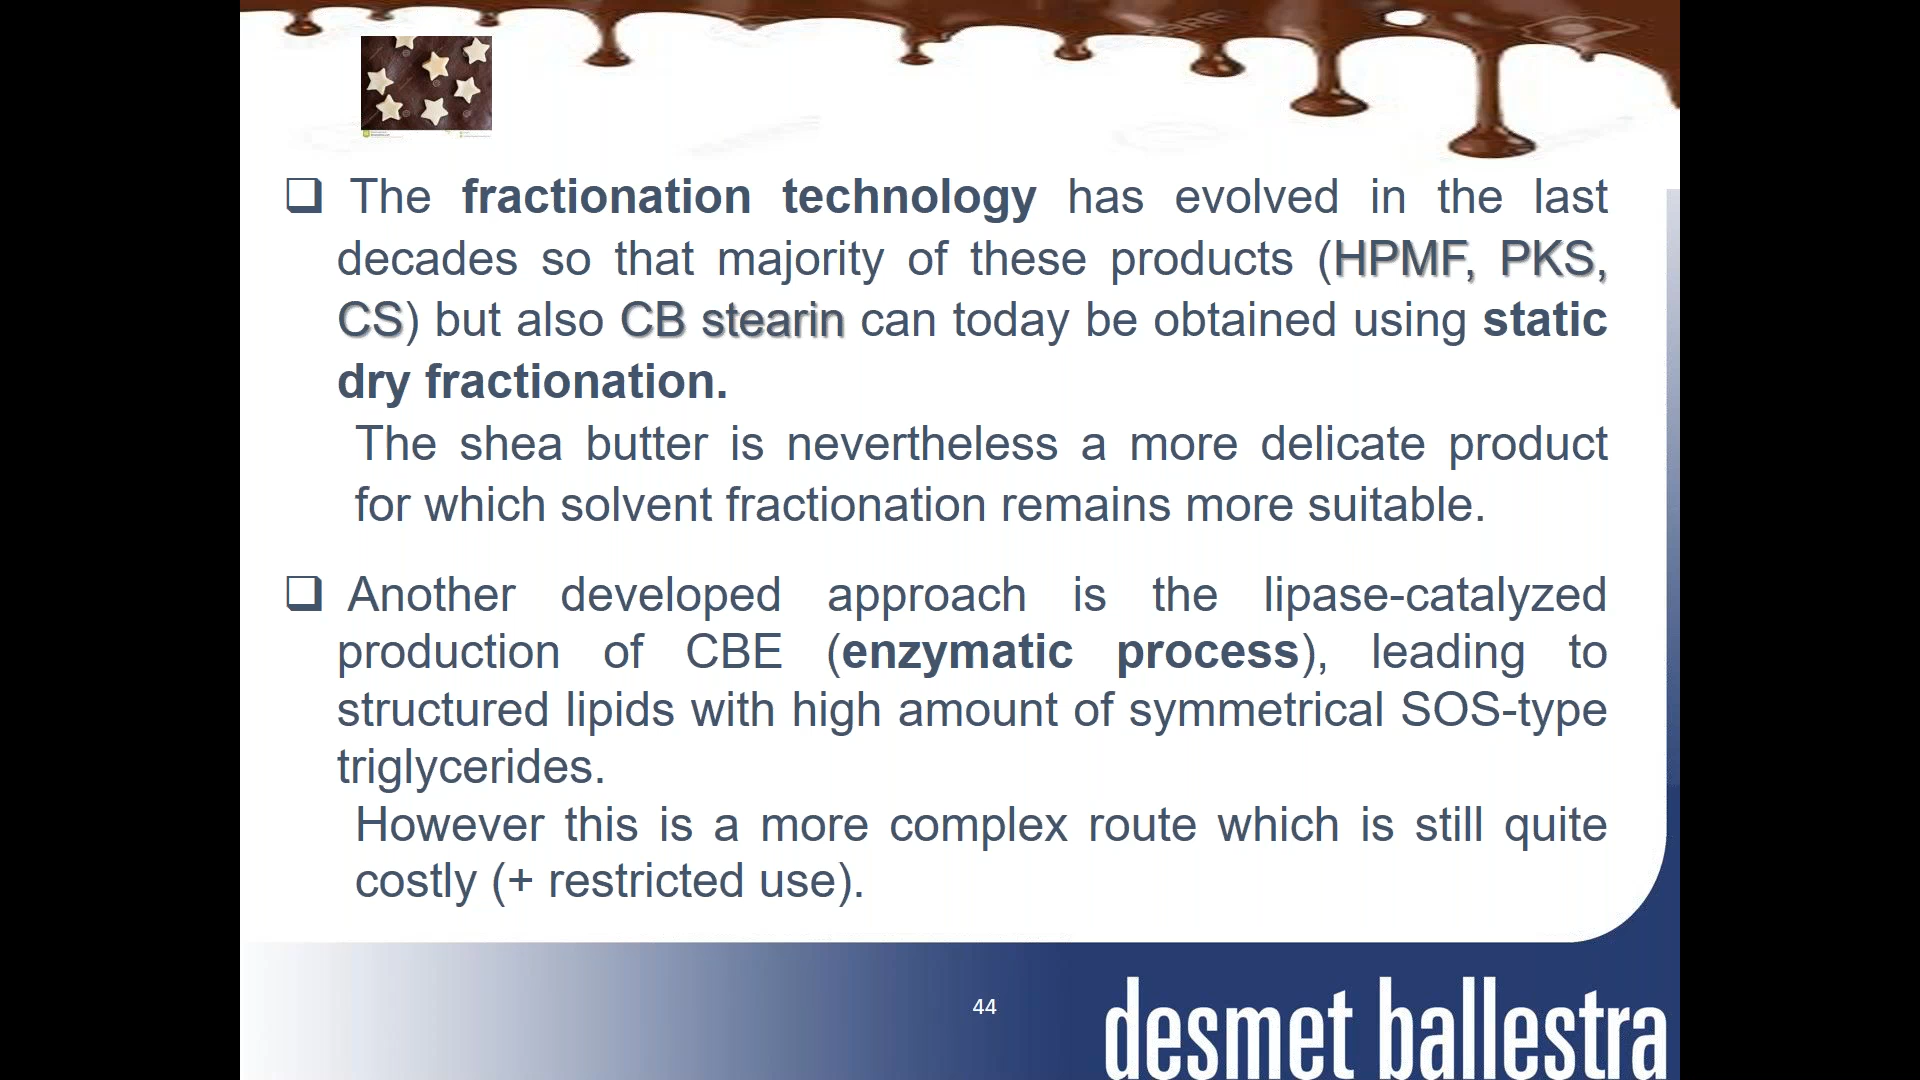 The fractionation technology has evolved in the last
decades so that majority of these products (HPMF, PKS,
CS) but also CB stearin can today be obtained using static
dry fractionation.
The shea butter is nevertheless a more delicate product
for which solvent fractionation remains more suitable.
Another developed approach is the lipase-catalyzed
production of CBE (enzymatic process), leading to
structured lipids with high amount of symmetrical SOS-type
triglycerides.
However this is a more complex route which is still quite
costly (+ restricted use).
44
desmet ballestra